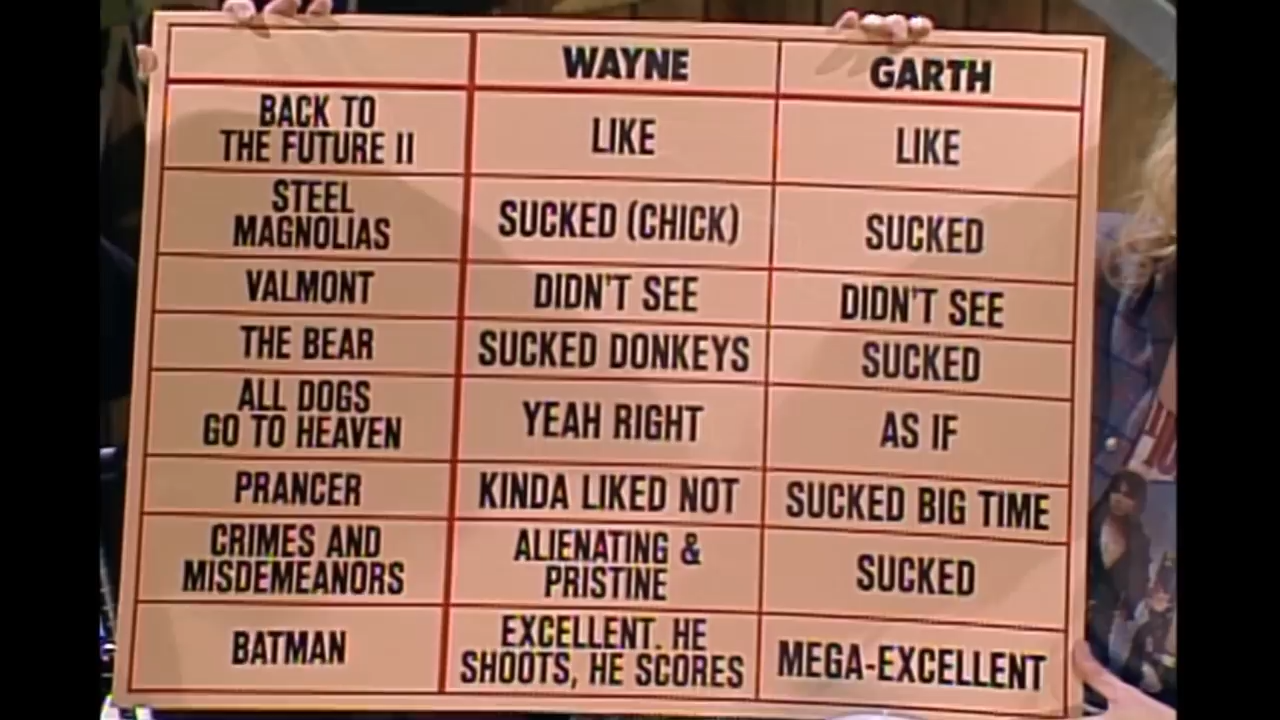 WAYNE
GARTH
BACK TO
THE FUTURE II
LIKE
LIKE
STEEL
MAGNOLIAS
SUCKED (CHICK)
SUCKED
VALMONT
DIDN'T SEE
DIDN'T SEE
THE BEAR
SUCKED DONKEYS
SUCKED
ALL DOGS
GO TO HEAVEN
YEAH RIGHT
AS IF
PRANCER
KINDA LIKED NOT
SUCKED BIG TIME
CRIMES AND
MISDEMEANORS
ALIENATING &
PRISTINE
SUCKED
BATMAN
EXCELLENT. HE
SHOOTS, HE SCORES
MEGA-EXCELLENT